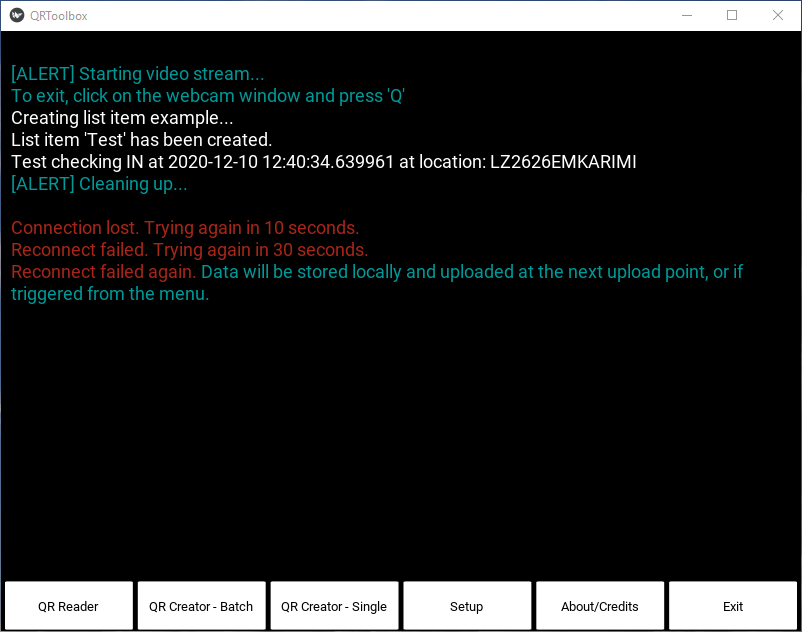 QRToolbox
[ALERT] Starting video stream...
To exit, click on the webcam window and press 'Q'
Creating list item example...
List item 'Test' has been created.
Test checking IN at 2020-12-10 12:40:34.639961 at location: LZ2626EMKARIMI
[ALERT] Cleaning up...
Connection lost. Trying again in 10 seconds.
Reconnect failed. Trying again in 30 seconds.
Reconnect failed again. Data will be stored locally and uploaded at the next upload point, or if
triggered from the menu.
QR Reader
QR Creator - Batch
QR Creator - Single
Setup
About/Credits
Exit